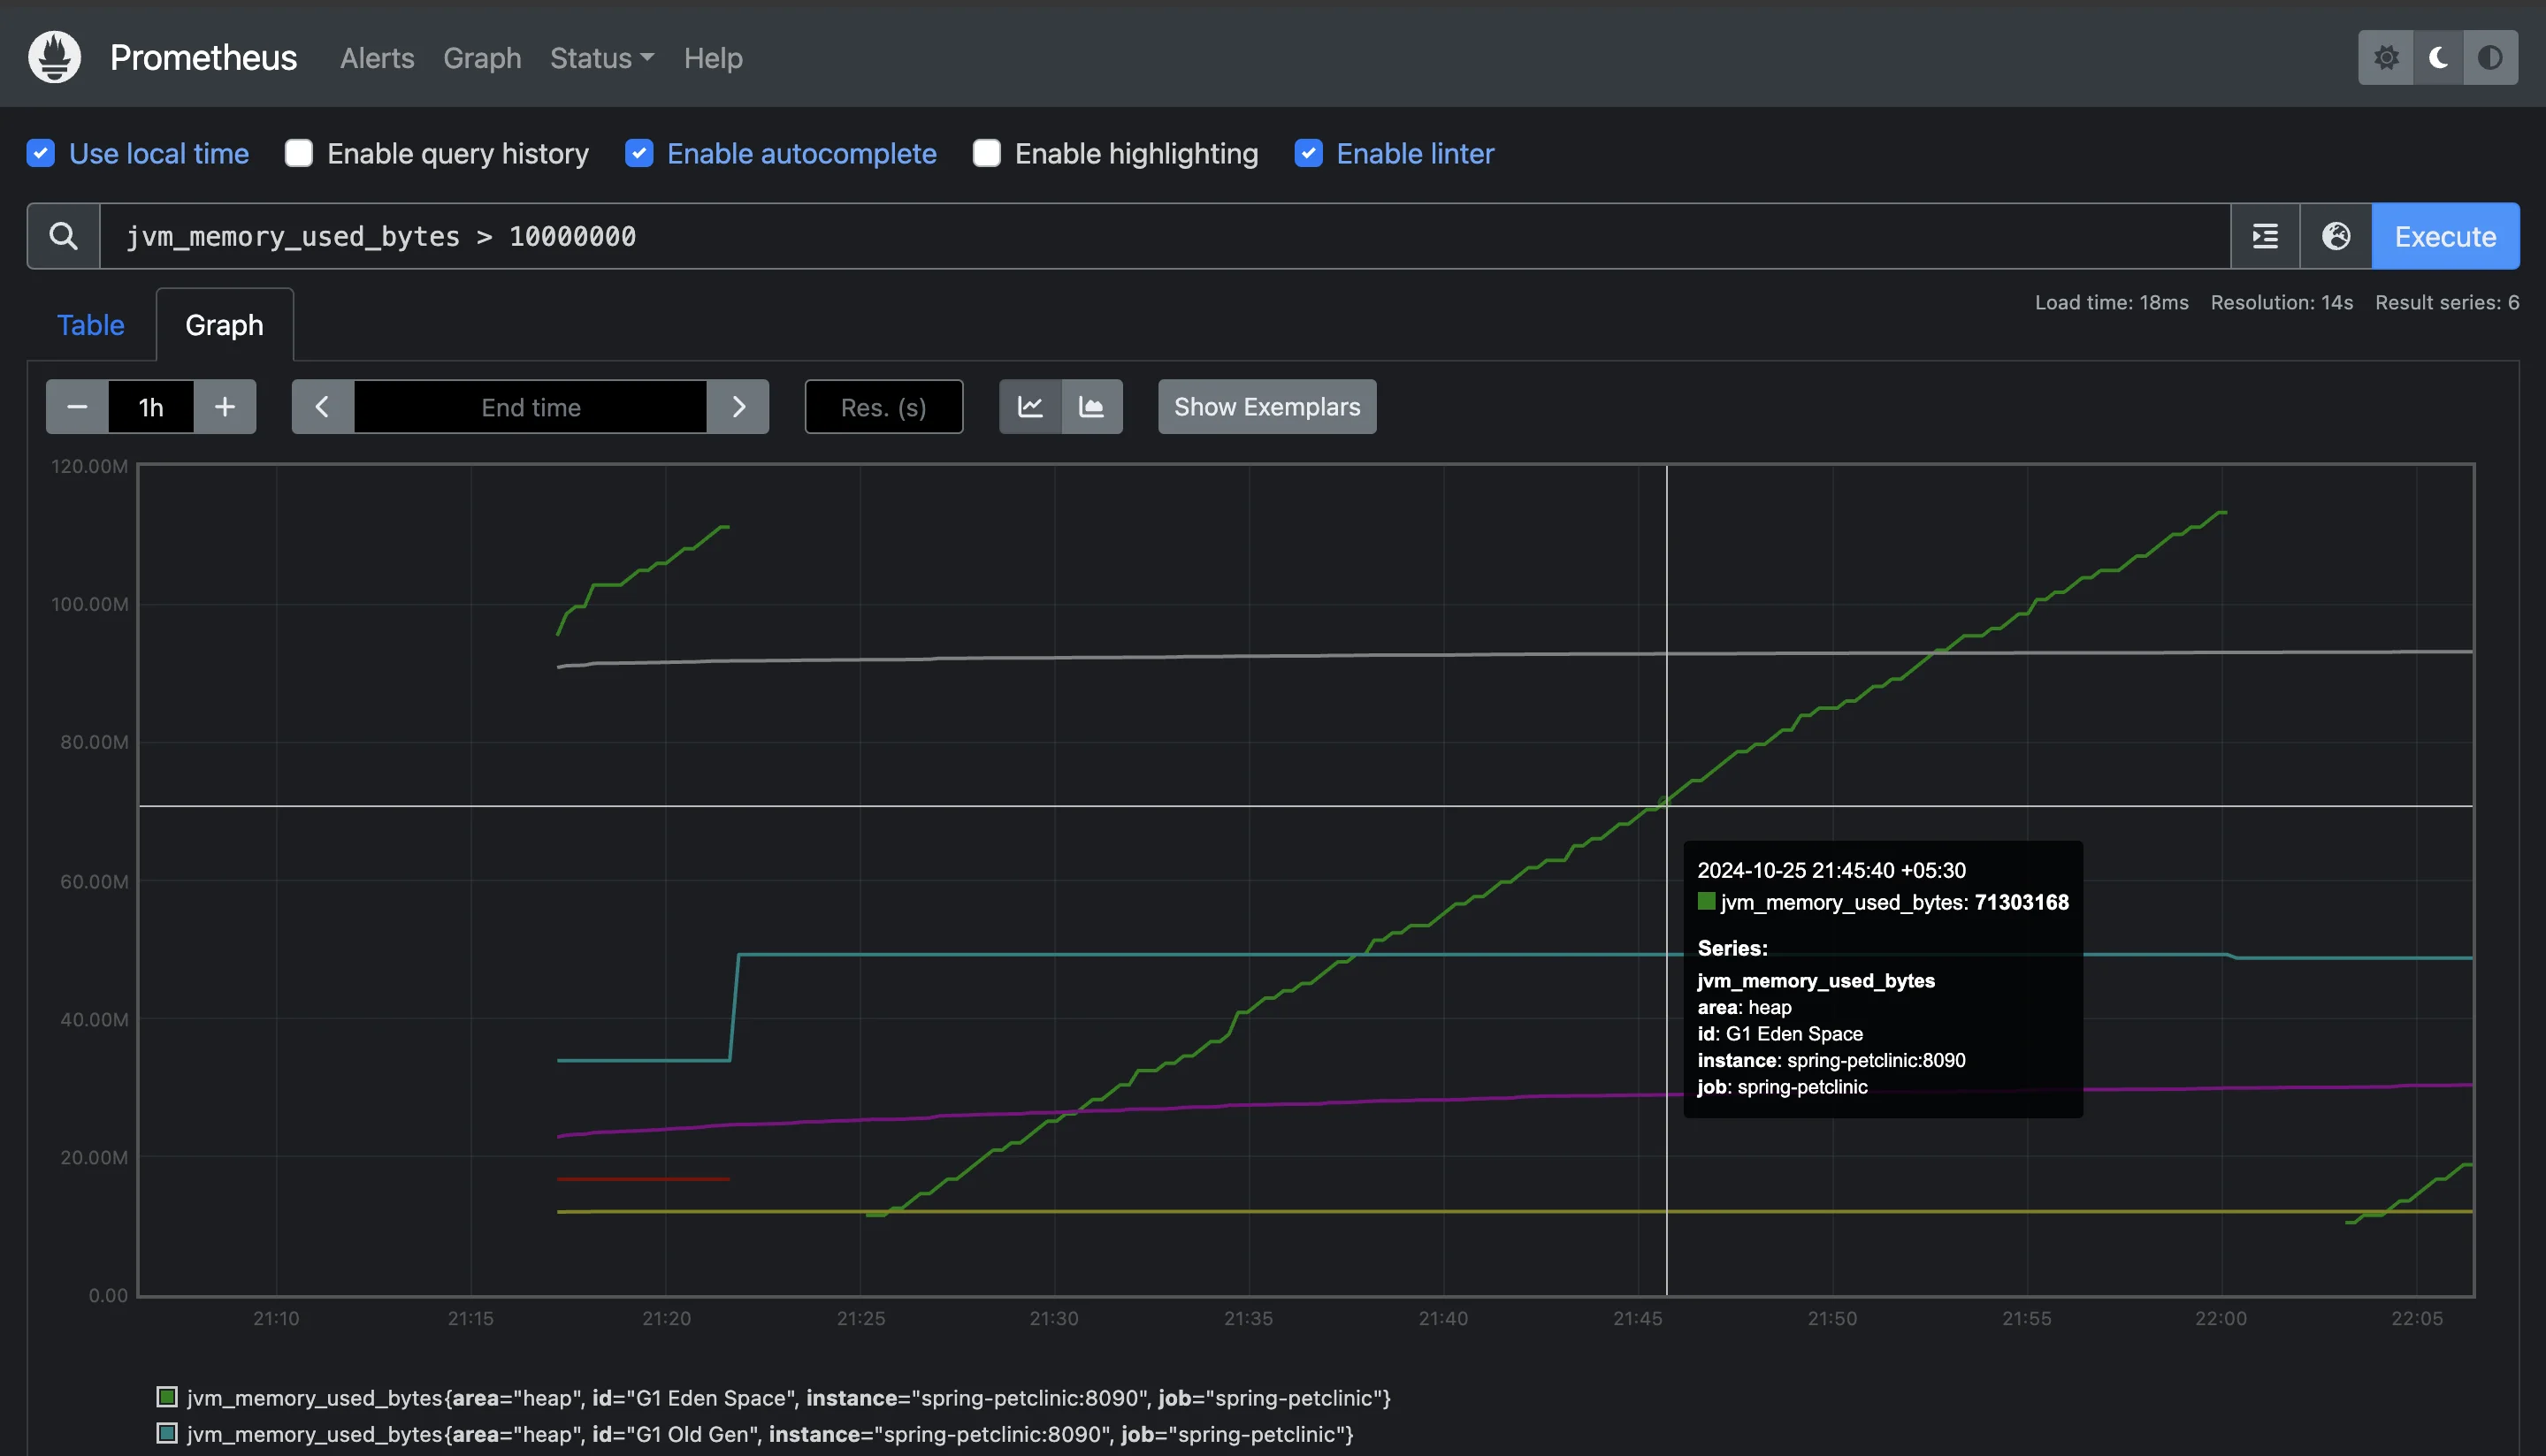 Prometheus Alerts Graph Status Help
Use local time Enable query history Enable autocomplete Enable highlighting Enable linter
jvm_memory_used_bytes > 10000000 Execute
Load time: 18ms Resolution: 14s Result series: 6
Table Graph
1h End time Res. (s) Show Exemplars
120.00M
100.00M
80.00M
60.00M
40.00M
20.00M
0.00
2024-10-25 21:45:40 +05:30
jvm_memory_used_bytes: 71303168
Series:
jvm_memory_used_bytes
area: heap
id: G1 Eden Space
instance: spring-petclinic:8090
job: spring-petclinic
21:10 21:15 21:20 21:25 21:30 21:35 21:40 21:45 21:50 21:55 22:00 22:05
jvm_memory_used_bytes{area="heap", id="G1 Eden Space", instance="spring-petclinic:8090", job="spring-petclinic"}
jvm_memory_used_bytes{area="heap", id="G1 Old Gen", instance="spring-petclinic:8090", job="spring-petclinic"}